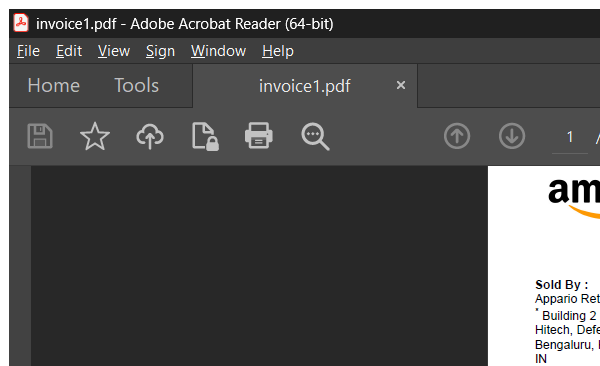 invoice1.pdf - Adobe Acrobat Reader (64-bit)
File Edit View Sign Window Help
Home Tools invoice1.pdf ×
1 /
am
Sold By :
Appario Ret
* Building 2
Hitech, Defe
Bengaluru,
IN